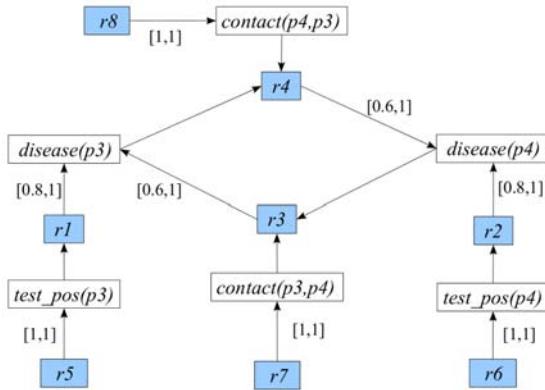 r8
contact(p4,p3)
[1,1]
r4
[0.6,1]
disease(p3)
disease(p4)
[0.8,1]
[0.6,1]
[0.8,1]
r3
r1
r2
test_pos(p3)
contact(p3,p4)
test_pos(p4)
[1,1]
[1,1]
[1,1]
r5
r7
r6